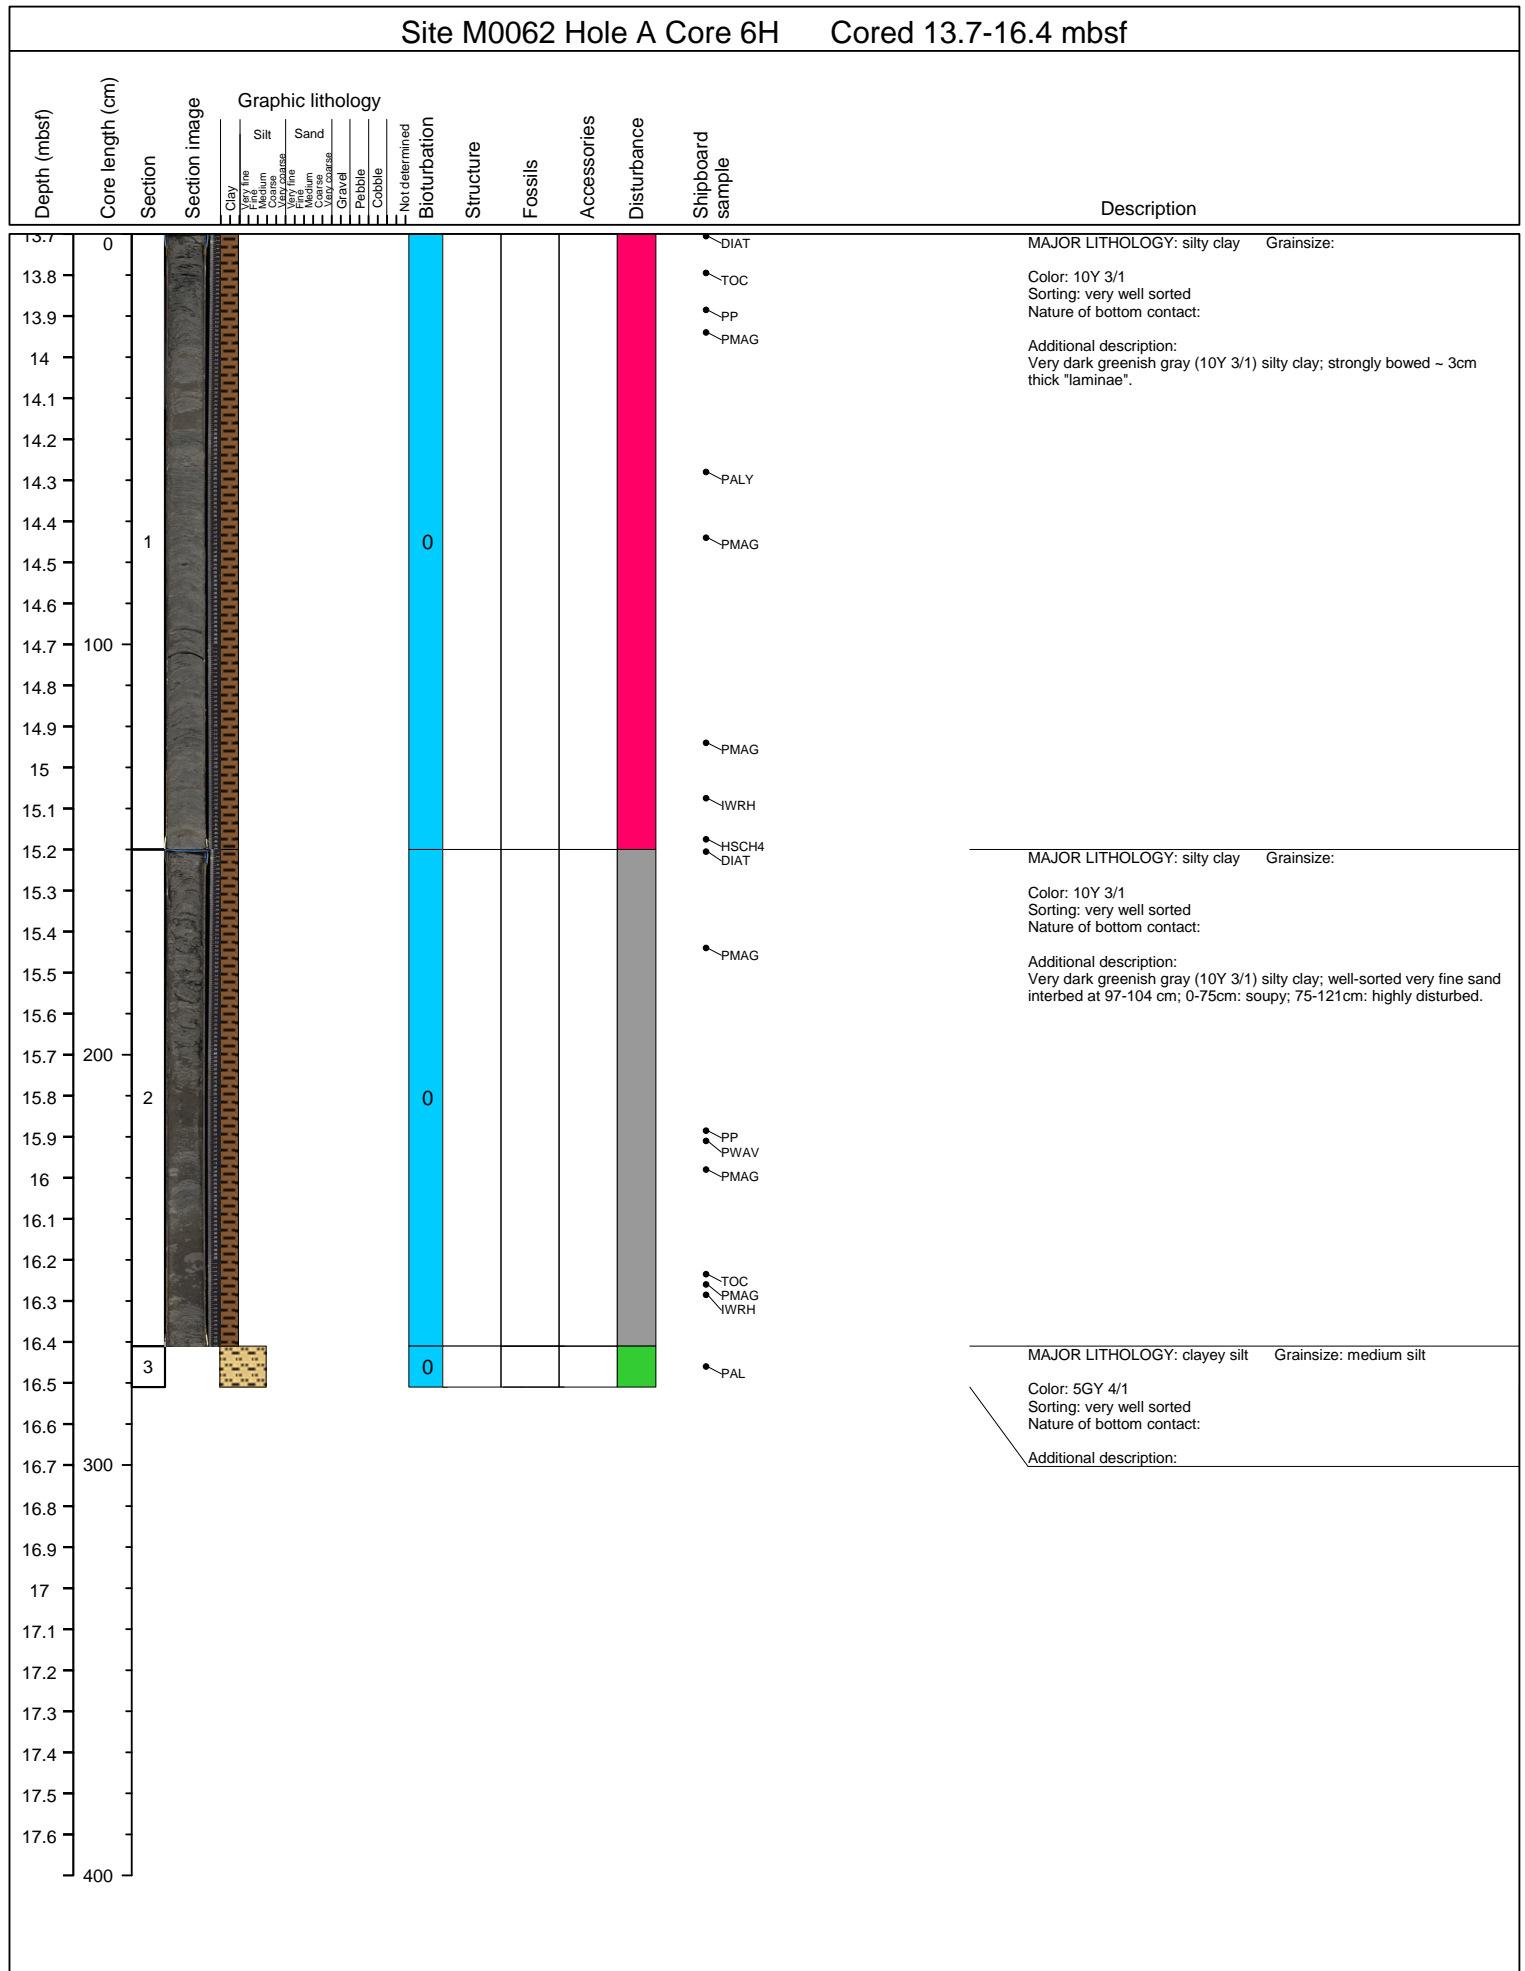 Site M0062 Hole A Core 6H Cored 13.7-16.4 mbsf
Depth (mbsf)
Core length (cm)
Section
Section image
Graphic lithology
Clay
Silt
Very fine
Fine
Medium
Coarse
Very coarse
Sand
Very fine
Fine
Medium
Coarse
Very coarse
Gravel
Pebble
Cobble
Not determined
Bioturbation
Structure
Fossils
Accessories
Disturbance
Shipboard
sample
Description
13.7
13.8
13.9
14
14.1
14.2
14.3
14.4
14.5
14.6
14.7
14.8
14.9
15
15.1
15.2
15.3
15.4
15.5
15.6
15.7
15.8
15.9
16
16.1
16.2
16.3
16.4
16.5
16.6
16.7
16.8
16.9
17
17.1
17.2
17.3
17.4
17.5
17.6
0
100
200
300
400
1
2
3
0
0
0
DIAT
TOC
PP
PMAG
PALY
PMAG
PMAG
IWRH
HSCH4
DIAT
PMAG
PP
PWAV
PMAG
TOC
PMAG
IWRH
PAL
MAJOR LITHOLOGY: silty clay Grainsize:
Color: 10Y 3/1
Sorting: very well sorted
Nature of bottom contact:
Additional description:
Very dark greenish gray (10Y 3/1) silty clay; strongly bowed ~ 3cm
thick "laminae".
MAJOR LITHOLOGY: silty clay Grainsize:
Color: 10Y 3/1
Sorting: very well sorted
Nature of bottom contact:
Additional description:
Very dark greenish gray (10Y 3/1) silty clay; well-sorted very fine sand
interbed at 97-104 cm; 0-75cm: soupy; 75-121cm: highly disturbed.
MAJOR LITHOLOGY: clayey silt Grainsize: medium silt
Color: 5GY 4/1
Sorting: very well sorted
Nature of bottom contact:
Additional description: